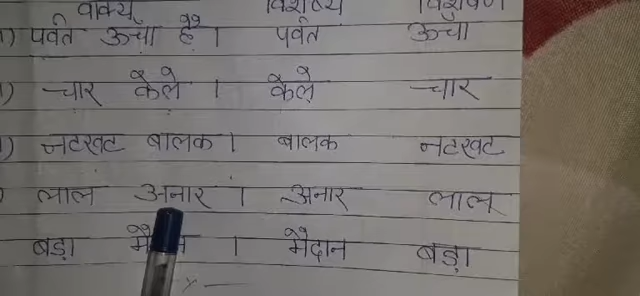 वाक्य विशेष्य विशेषण
) पर्वत ऊँचा है । पर्वत ऊँचा
) चार केले । केले चार
) नटखट बालक । बालक नटखट
लाल अनार । अनार लाल
बड़ा मैदान । मैदान बड़ा